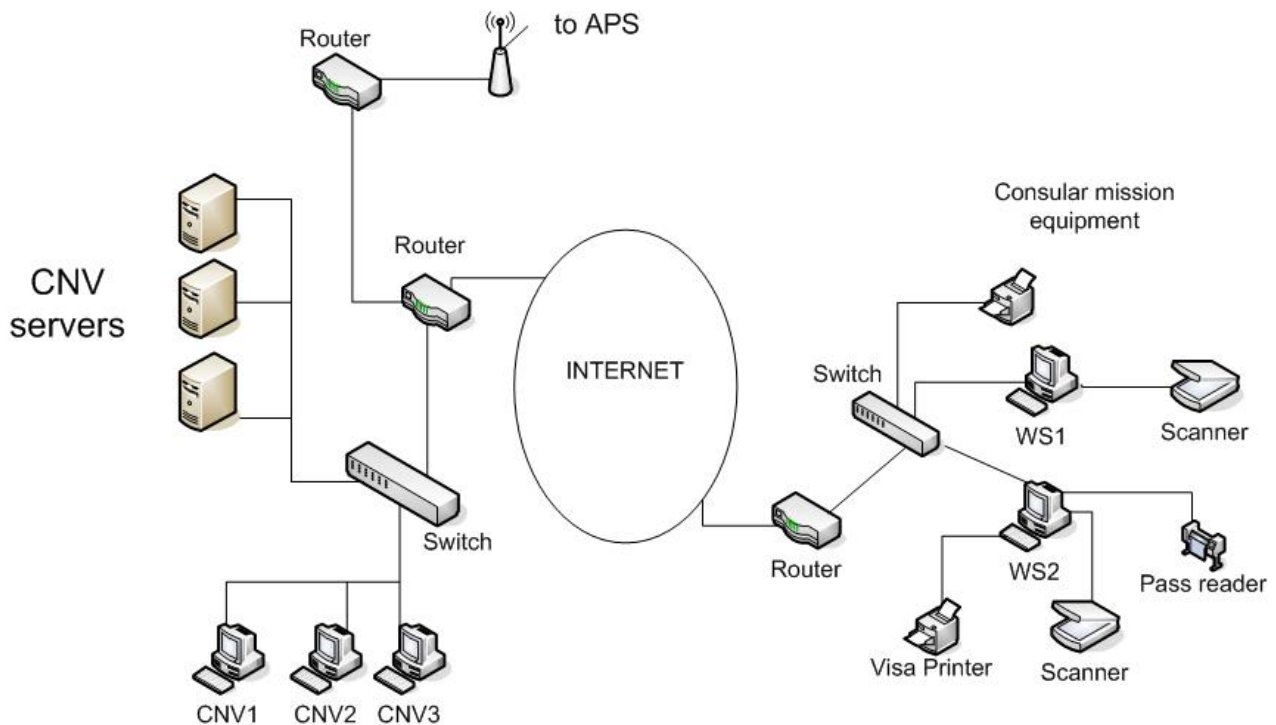 to APS
Router
Consular mission
equipment
Router
CNV
servers
INTERNET
Switch
WS1
Scanner
Switch
Router
WS2
Pass reader
Visa Printer
Scanner
CNV1
CNV2
CNV3